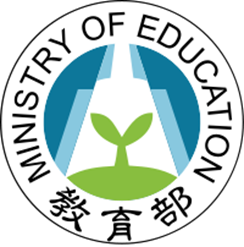 MINISTRY OF EDUCATION
教育部